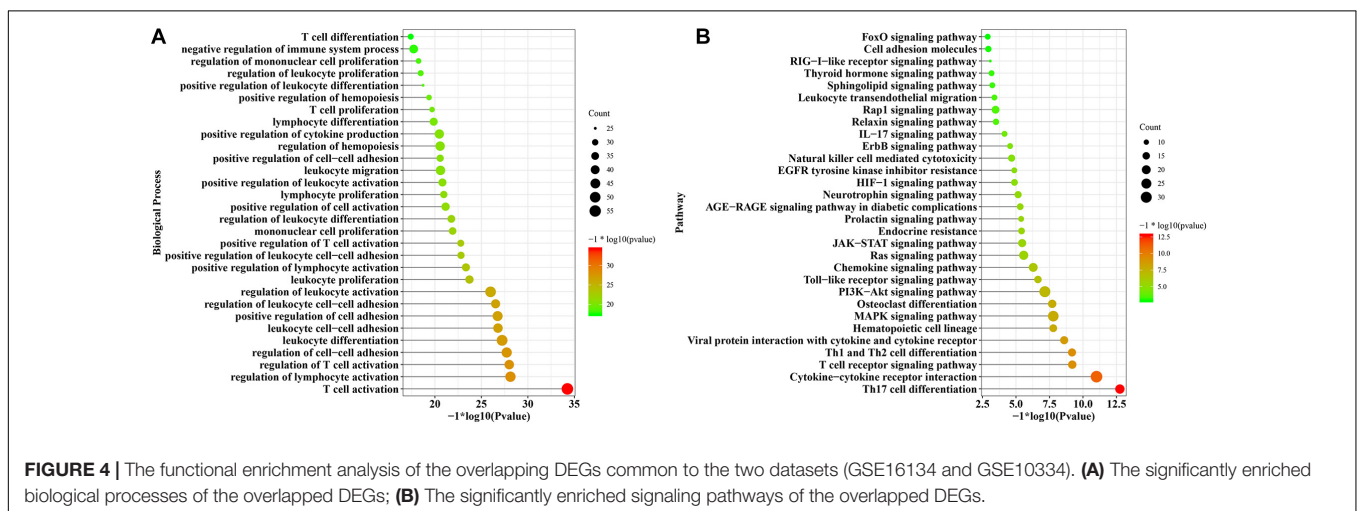 A
Biological Process
T cell differentiation
negative regulation of immune system process
regulation of mononuclear cell proliferation
regulation of leukocyte proliferation
positive regulation of leukocyte differentiation
positive regulation of hemopoiesis
T cell proliferation
lymphocyte differentiation
positive regulation of cytokine production
regulation of hemopoiesis
positive regulation of cell−cell adhesion
leukocyte migration
positive regulation of leukocyte activation
lymphocyte proliferation
positive regulation of cell activation
regulation of leukocyte differentiation
mononuclear cell proliferation
positive regulation of T cell activation
positive regulation of leukocyte cell−cell adhesion
positive regulation of lymphocyte activation
leukocyte proliferation
regulation of leukocyte activation
regulation of leukocyte cell−cell adhesion
positive regulation of cell adhesion
leukocyte cell−cell adhesion
leukocyte differentiation
regulation of cell−cell adhesion
regulation of T cell activation
regulation of lymphocyte activation
T cell activation
20 25 30 35
−1*log10(Pvalue)
Count
25
30
35
40
45
50
55
−1 * log10(pvalue)
30
25
20
B
Pathway
FoxO signaling pathway
Cell adhesion molecules
RIG−I−like receptor signaling pathway
Thyroid hormone signaling pathway
Sphingolipid signaling pathway
Leukocyte transendothelial migration
Rap1 signaling pathway
Relaxin signaling pathway
IL−17 signaling pathway
ErbB signaling pathway
Natural killer cell mediated cytotoxicity
EGFR tyrosine kinase inhibitor resistance
HIF−1 signaling pathway
Neurotrophin signaling pathway
AGE−RAGE signaling pathway in diabetic complications
Prolactin signaling pathway
Endocrine resistance
JAK−STAT signaling pathway
Ras signaling pathway
Chemokine signaling pathway
Toll−like receptor signaling pathway
PI3K−Akt signaling pathway
Osteoclast differentiation
MAPK signaling pathway
Hematopoietic cell lineage
Viral protein interaction with cytokine and cytokine receptor
Th1 and Th2 cell differentiation
T cell receptor signaling pathway
Cytokine−cytokine receptor interaction
Th17 cell differentiation
2.5 5.0 7.5 10.0 12.5
−1*log10(Pvalue)
Count
10
15
20
25
30
−1 * log10(pvalue)
12.5
10.0
7.5
5.0
FIGURE 4 | The functional enrichment analysis of the overlapping DEGs common to the two datasets (GSE16134 and GSE10334). (A) The significantly enriched
biological processes of the overlapped DEGs; (B) The significantly enriched signaling pathways of the overlapped DEGs.